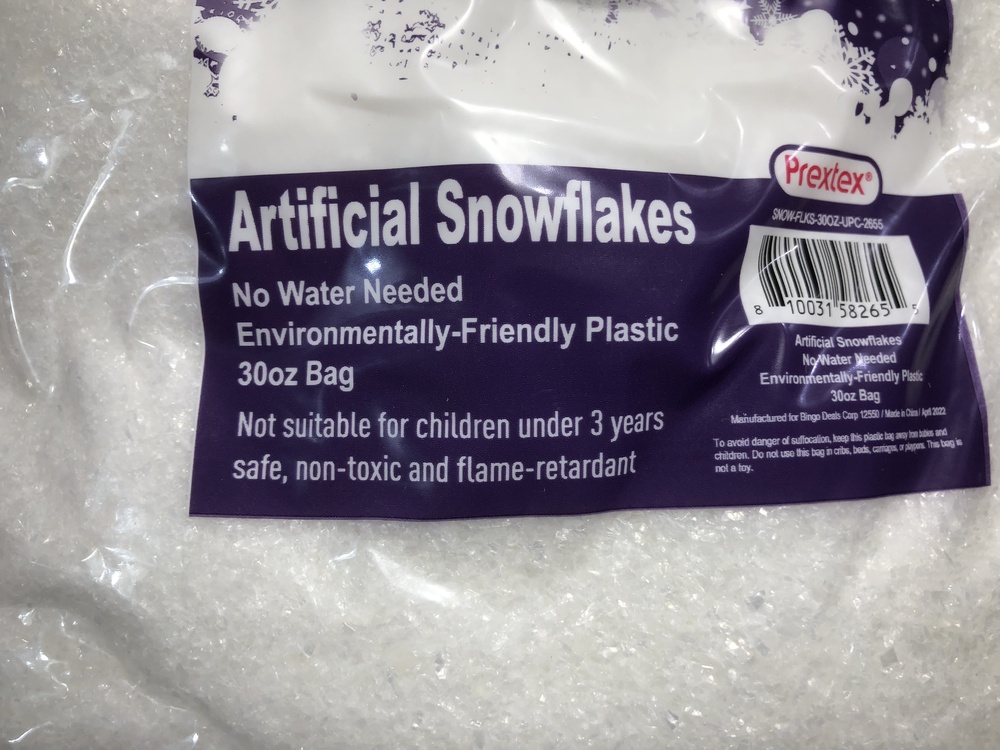 Artificial Snowflakes
No Water Needed
Environmentally-Friendly Plastic
30oz Bag
Not suitable for children under 3 years
safe, non-toxic and flame-retardant
Prextex®
SNOW-FLKS-30OZ-UPC-2655
8 10031 58265 5
Artificial Snowflakes
No Water Needed
Environmentally-Friendly Plastic
30oz Bag
Manufactured for Bingo Deals Corp 12550 / Made in China / April 2022
To avoid danger of suffocation, keep this plastic bag away from babies and
children. Do not use this bag in cribs, beds, carriages, or playpens. This bag is
not a toy.